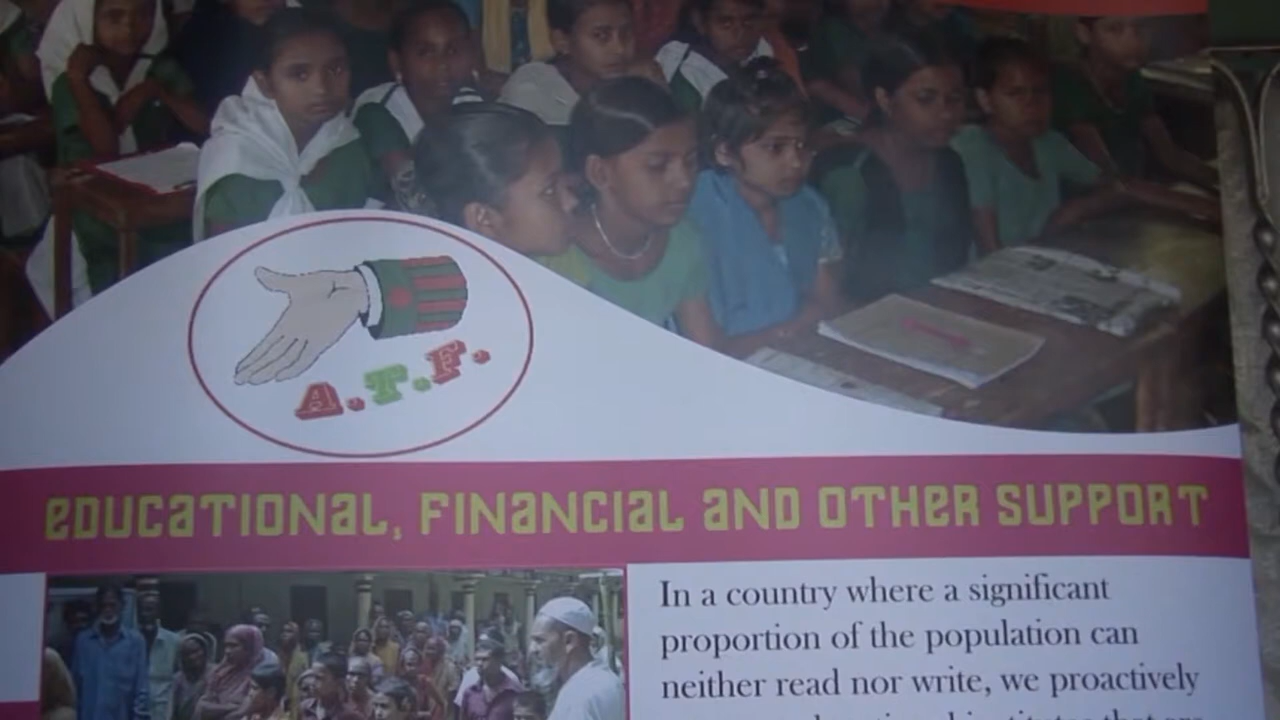 A.T.F.
EDUCATIONAL, FINANCIAL AND OTHER SUPPORT
In a country where a significant
proportion of the population can
neither read nor write, we proactively